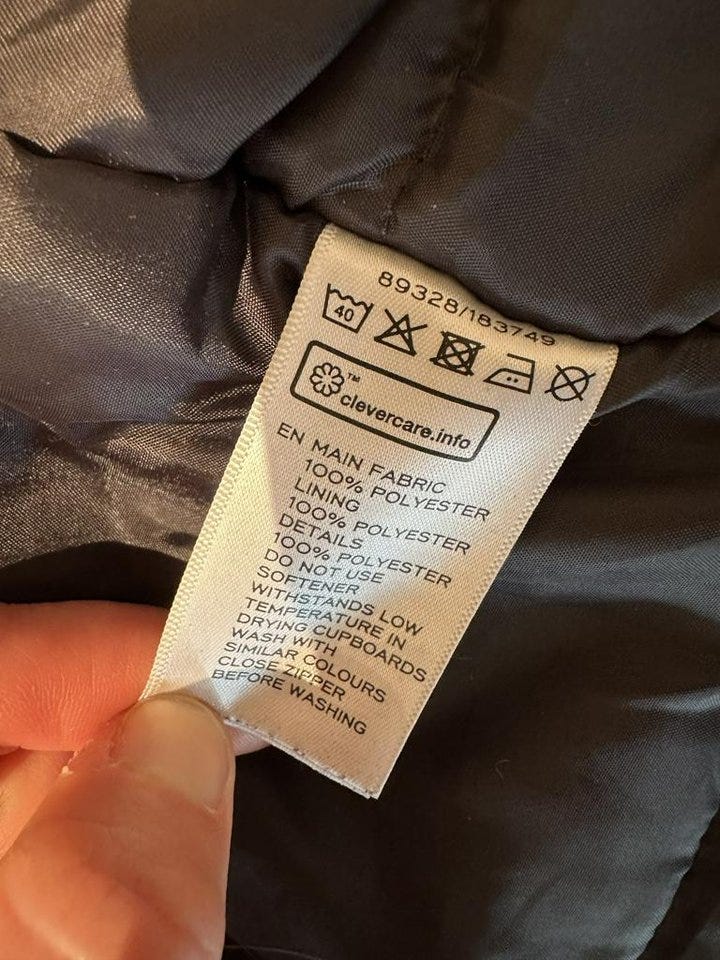 89328/183749
40
™
clevercare.info
EN MAIN FABRIC
100% POLYESTER
LINING
100% POLYESTER
DETAILS
100% POLYESTER
DO NOT USE
SOFTENER
WITHSTANDS LOW
TEMPERATURE IN
DRYING CUPBOARDS
WASH WITH
SIMILAR COLOURS
CLOSE ZIPPER
BEFORE WASHING